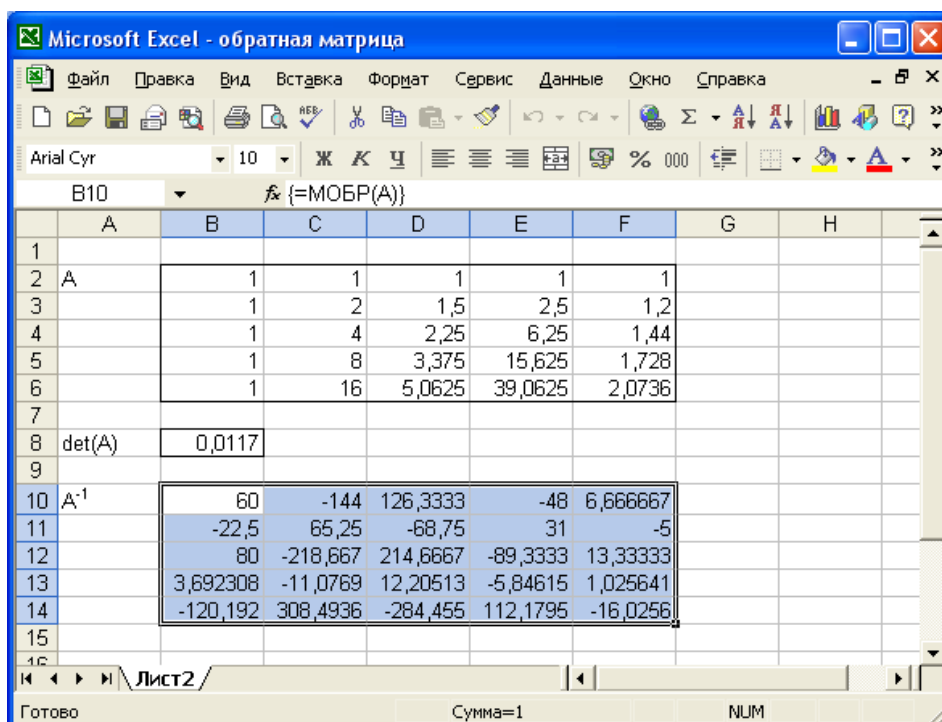 Microsoft Excel - обратная матрица
Файл Правка Вид Вставка Формат Сервис Данные Окно Справка
Arial Cyr 10 Ж К Ч % 000 A
B10 fx {=МОБР(A)}
A B C D E F G H
1
2 A 1 1 1 1 1
3 1 2 1,5 2,5 1,2
4 1 4 2,25 6,25 1,44
5 1 8 3,375 15,625 1,728
6 1 16 5,0625 39,0625 2,0736
7
8 det(A) 0,0117
9
10 A-1 60 -144 126,3333 -48 6,666667
11 -22,5 65,25 -68,75 31 -5
12 80 -218,667 214,6667 -89,3333 13,33333
13 3,692308 -11,0769 12,20513 -5,84615 1,025641
14 -120,192 308,4936 -284,455 112,1795 -16,0256
15
16
Лист2
Готово Сумма=1 NUM